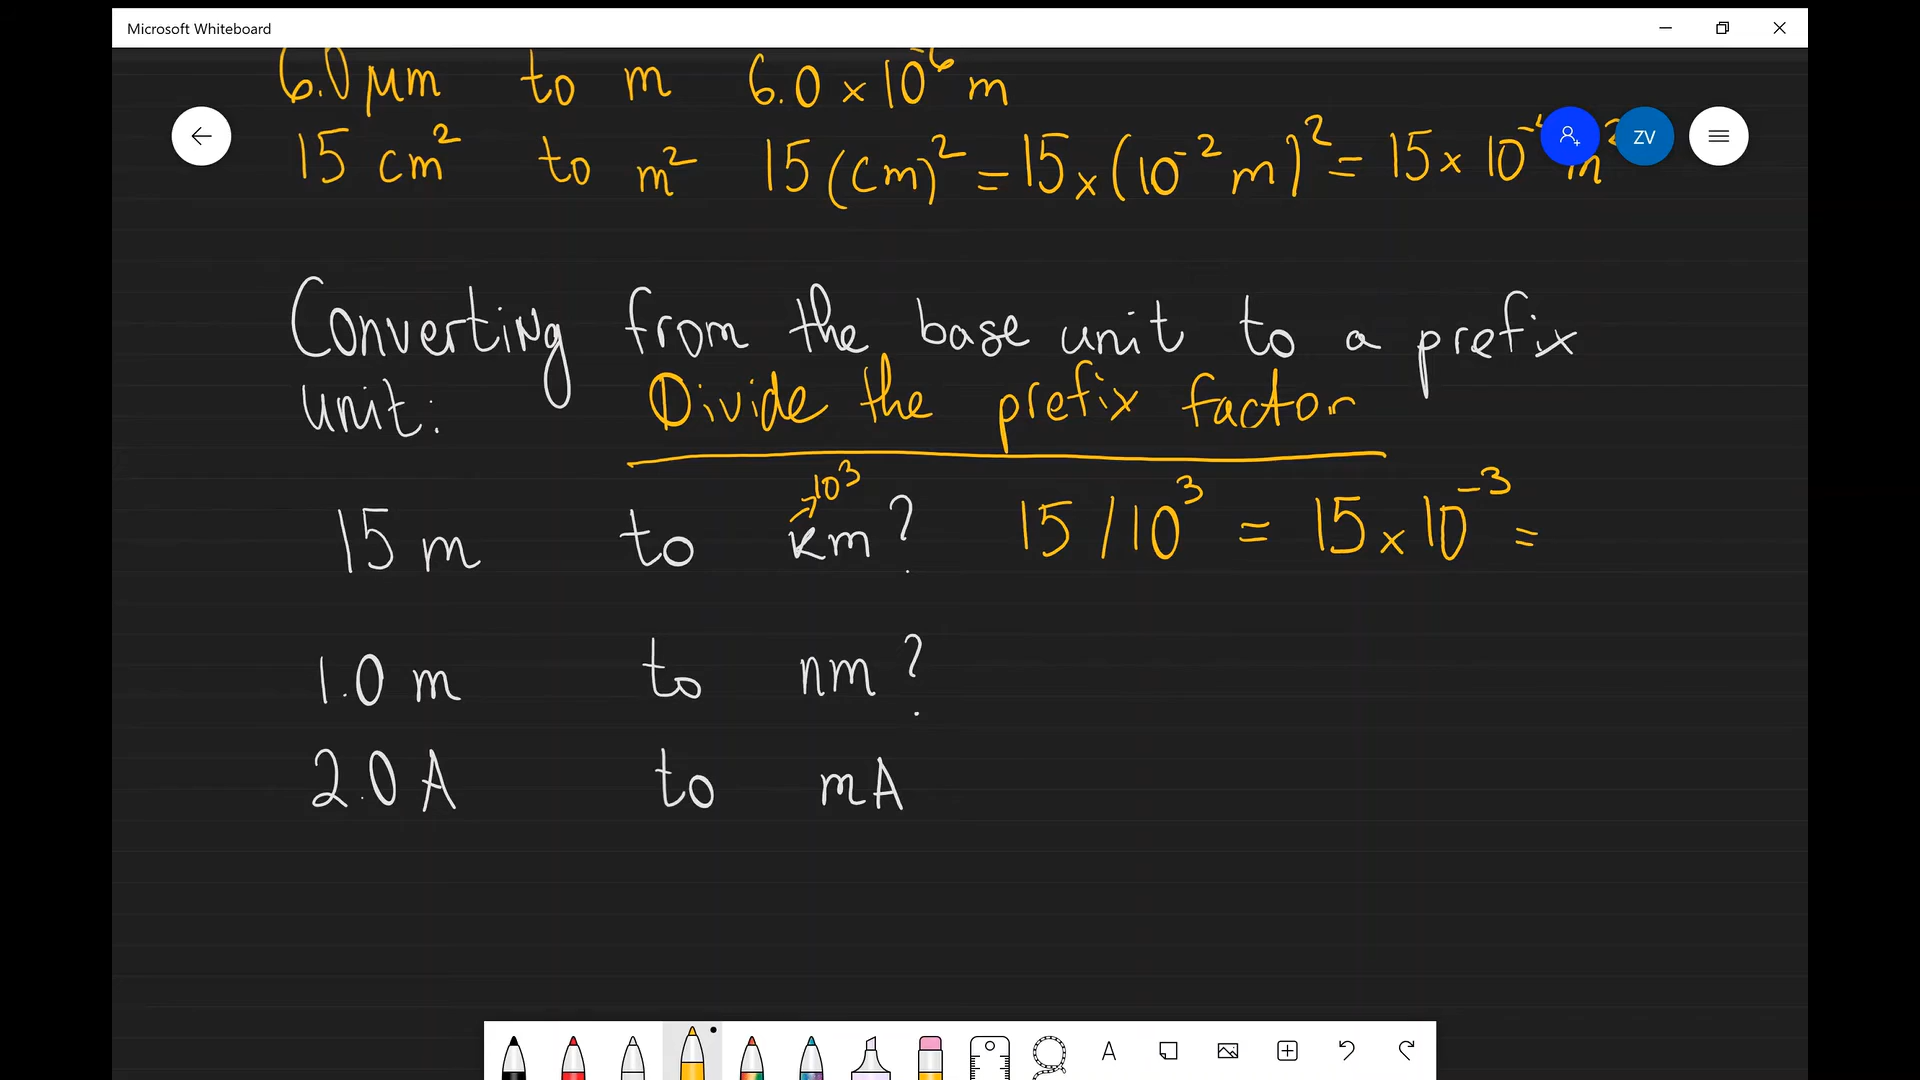 Microsoft Whiteboard
6.0 μm to m 6.0 × 10⁻⁶ m
15 cm² to m² 15 (cm)² = 15 × (10⁻² m)² = 15 × 10⁻⁴ m²
ZV
Converting from the base unit to a prefix
unit: Divide the prefix factor
→10³
15 m to km? 15 / 10³ = 15 × 10⁻³ =
1.0 m to nm?
2.0 A to mA
A